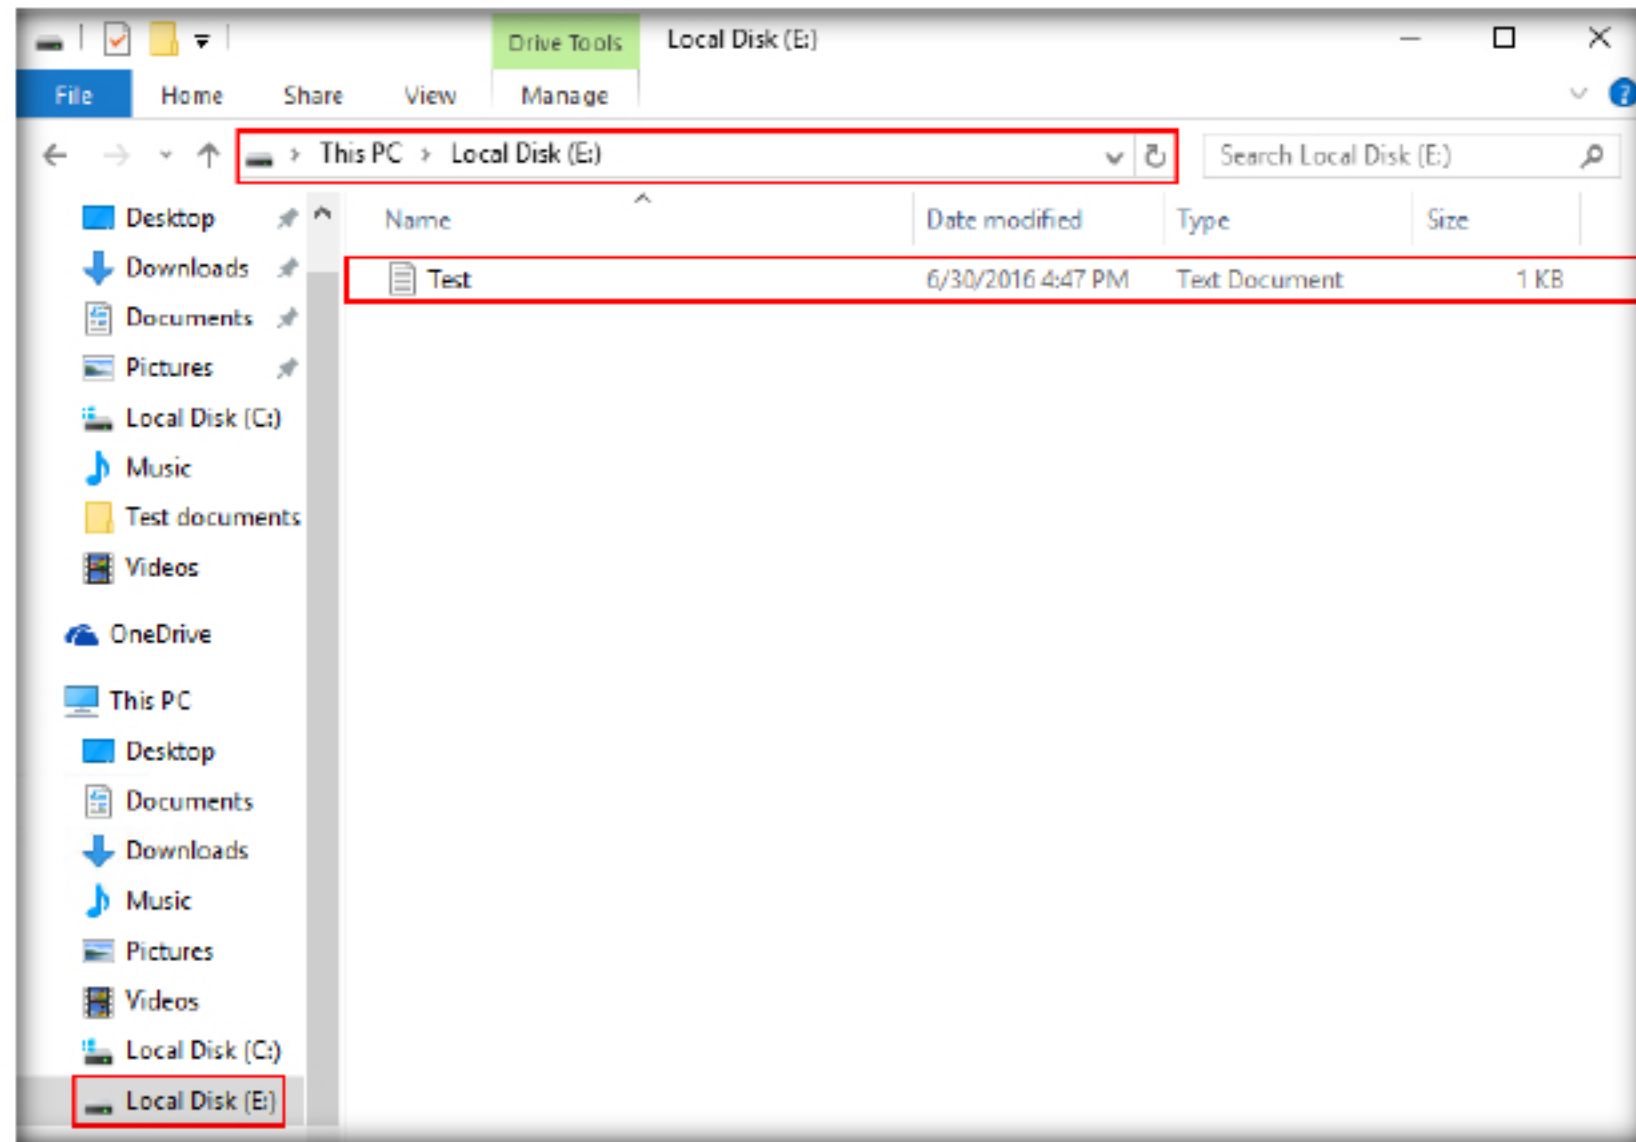 Drive Tools Local Disk (E:)
File Home Share View Manage
This PC Local Disk (E:) Search Local Disk (E:)
Name Date modified Type Size
Test 6/30/2016 4:47 PM Text Document 1 KB
Desktop
Downloads
Documents
Pictures
Local Disk (C:)
Music
Test documents
Videos
OneDrive
This PC
Desktop
Documents
Downloads
Music
Pictures
Videos
Local Disk (C:)
Local Disk (E:)